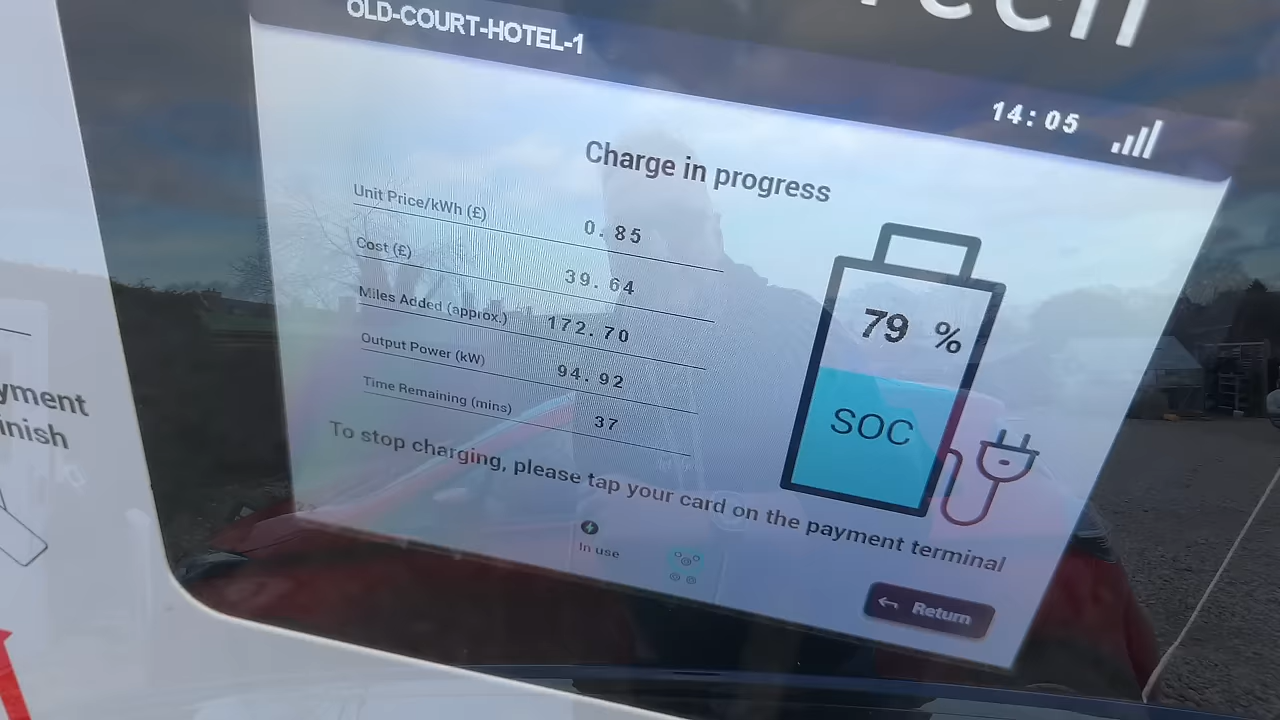 OLD-COURT-HOTEL-1
14:05
Charge in progress
Unit Price/kWh (£) 0.85
Cost (£) 39.64
Miles Added (approx.) 172.70
Output Power (kW) 94.92
Time Remaining (mins) 37
79 %
SOC
To stop charging, please tap your card on the payment terminal
In use
Return